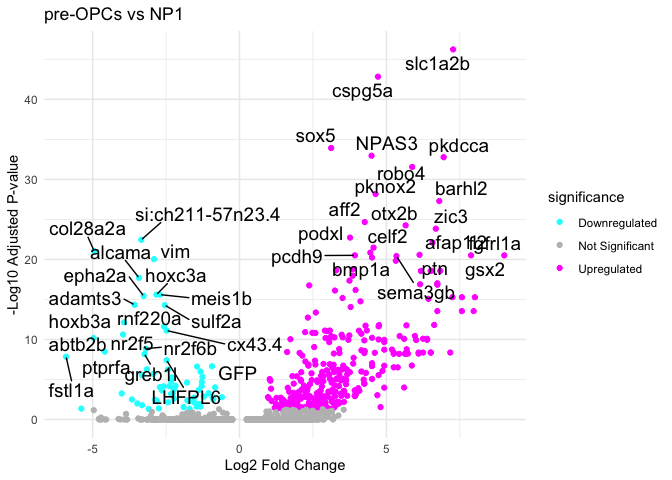 pre-OPCs vs NP1
slc1a2b
cspg5a
sox5
NPAS3
pkdcca
robo4
pknox2
barhl2
aff2
otx2b
zic3
si:ch211-57n23.4
col28a2a
podxl
celf2
alcama
vim
pcdh9
fgfrl1a
epha2a
hoxc3a
ptn
gsx2
adamts3
meis1b
sema3gb
hoxb3a
rnf220a
sulf2a
abtb2b
nr2f5
nr2f6b
cx43.4
ptprfa
greb1l
GFP
fstl1a
LHFPL6
-Log10 Adjusted P-value
0
10
20
30
40
-5
0
5
Log2 Fold Change
significance
Downregulated
Not Significant
Upregulated